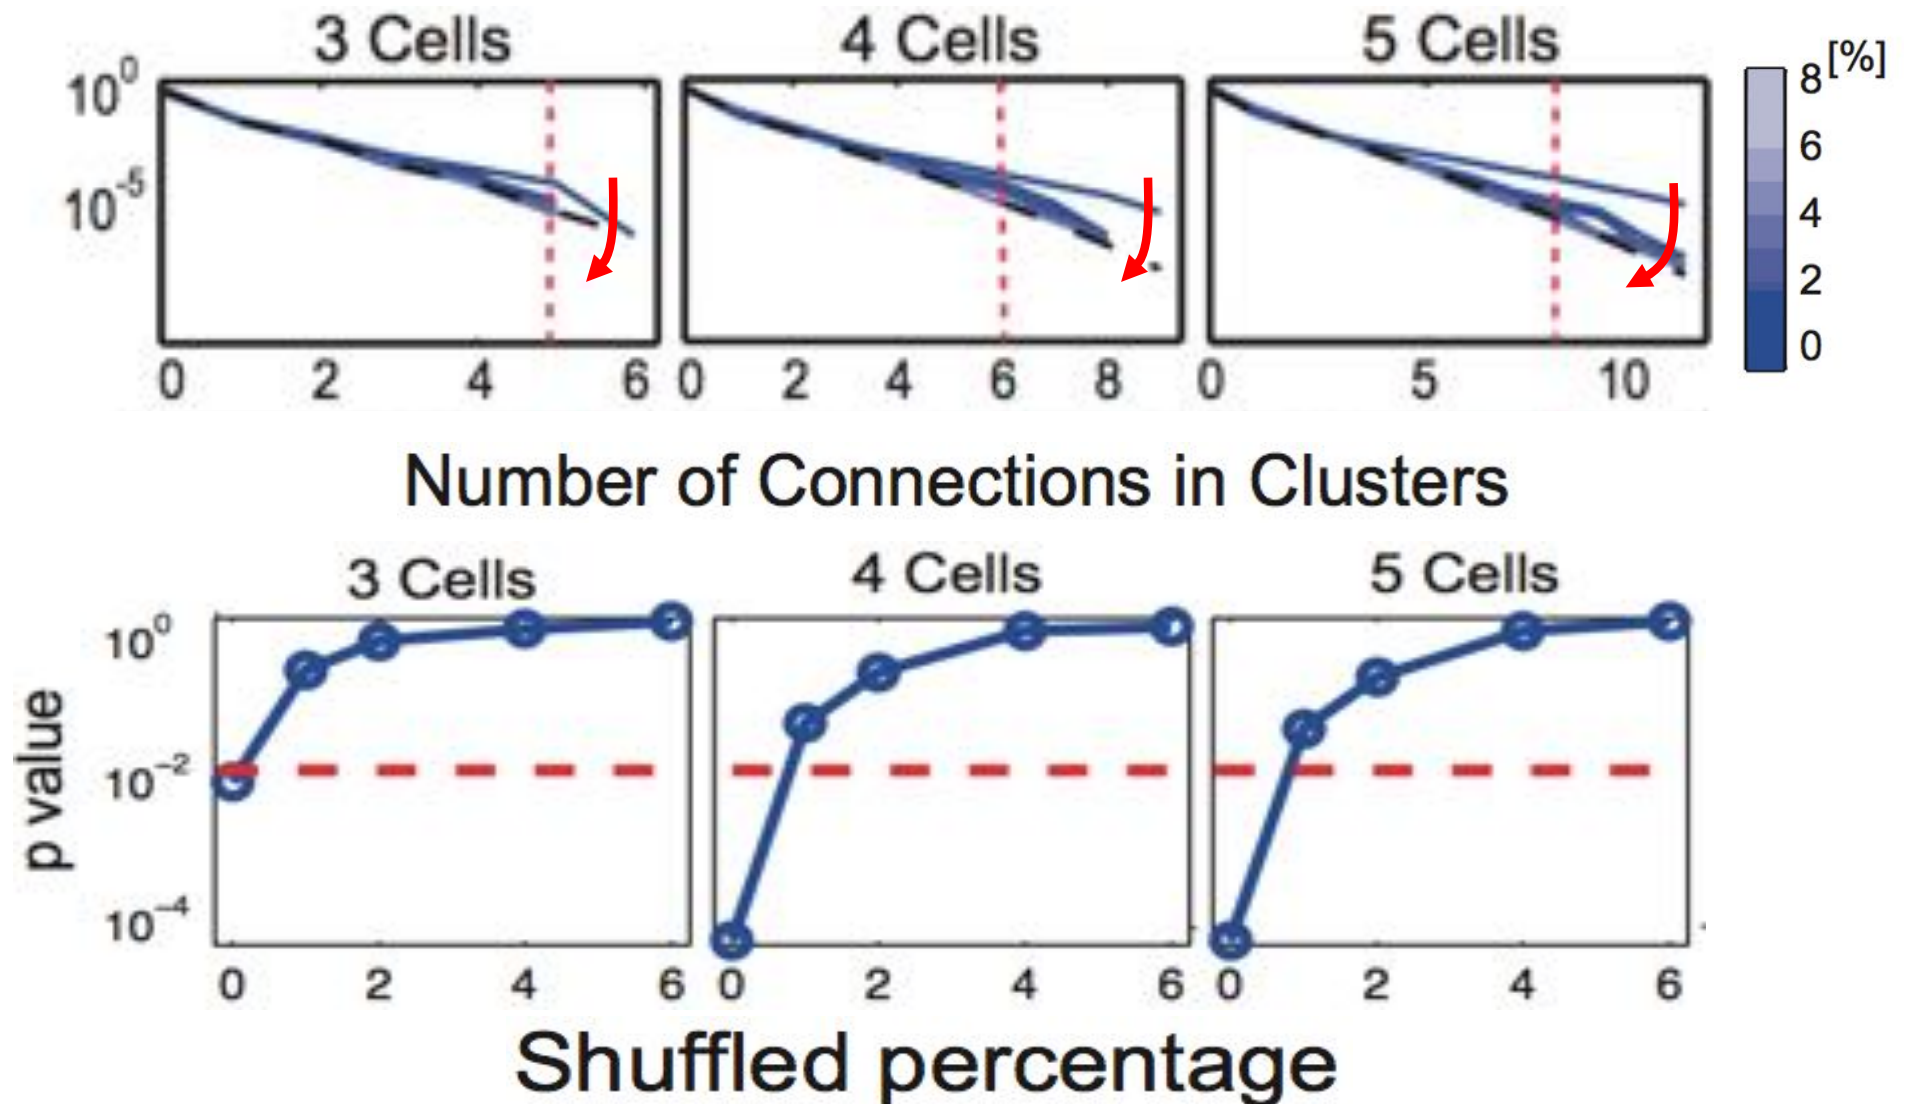 3 Cells 4 Cells 5 Cells
[%]
10^0
10^-5
8
6
4
2
0
0 2 4 6 0 2 4 6 8 0 5 10
Number of Connections in Clusters
3 Cells 4 Cells 5 Cells
10^0
10^-2
10^-4
p value
0 2 4 6 0 2 4 6 0 2 4 6
Shuffled percentage